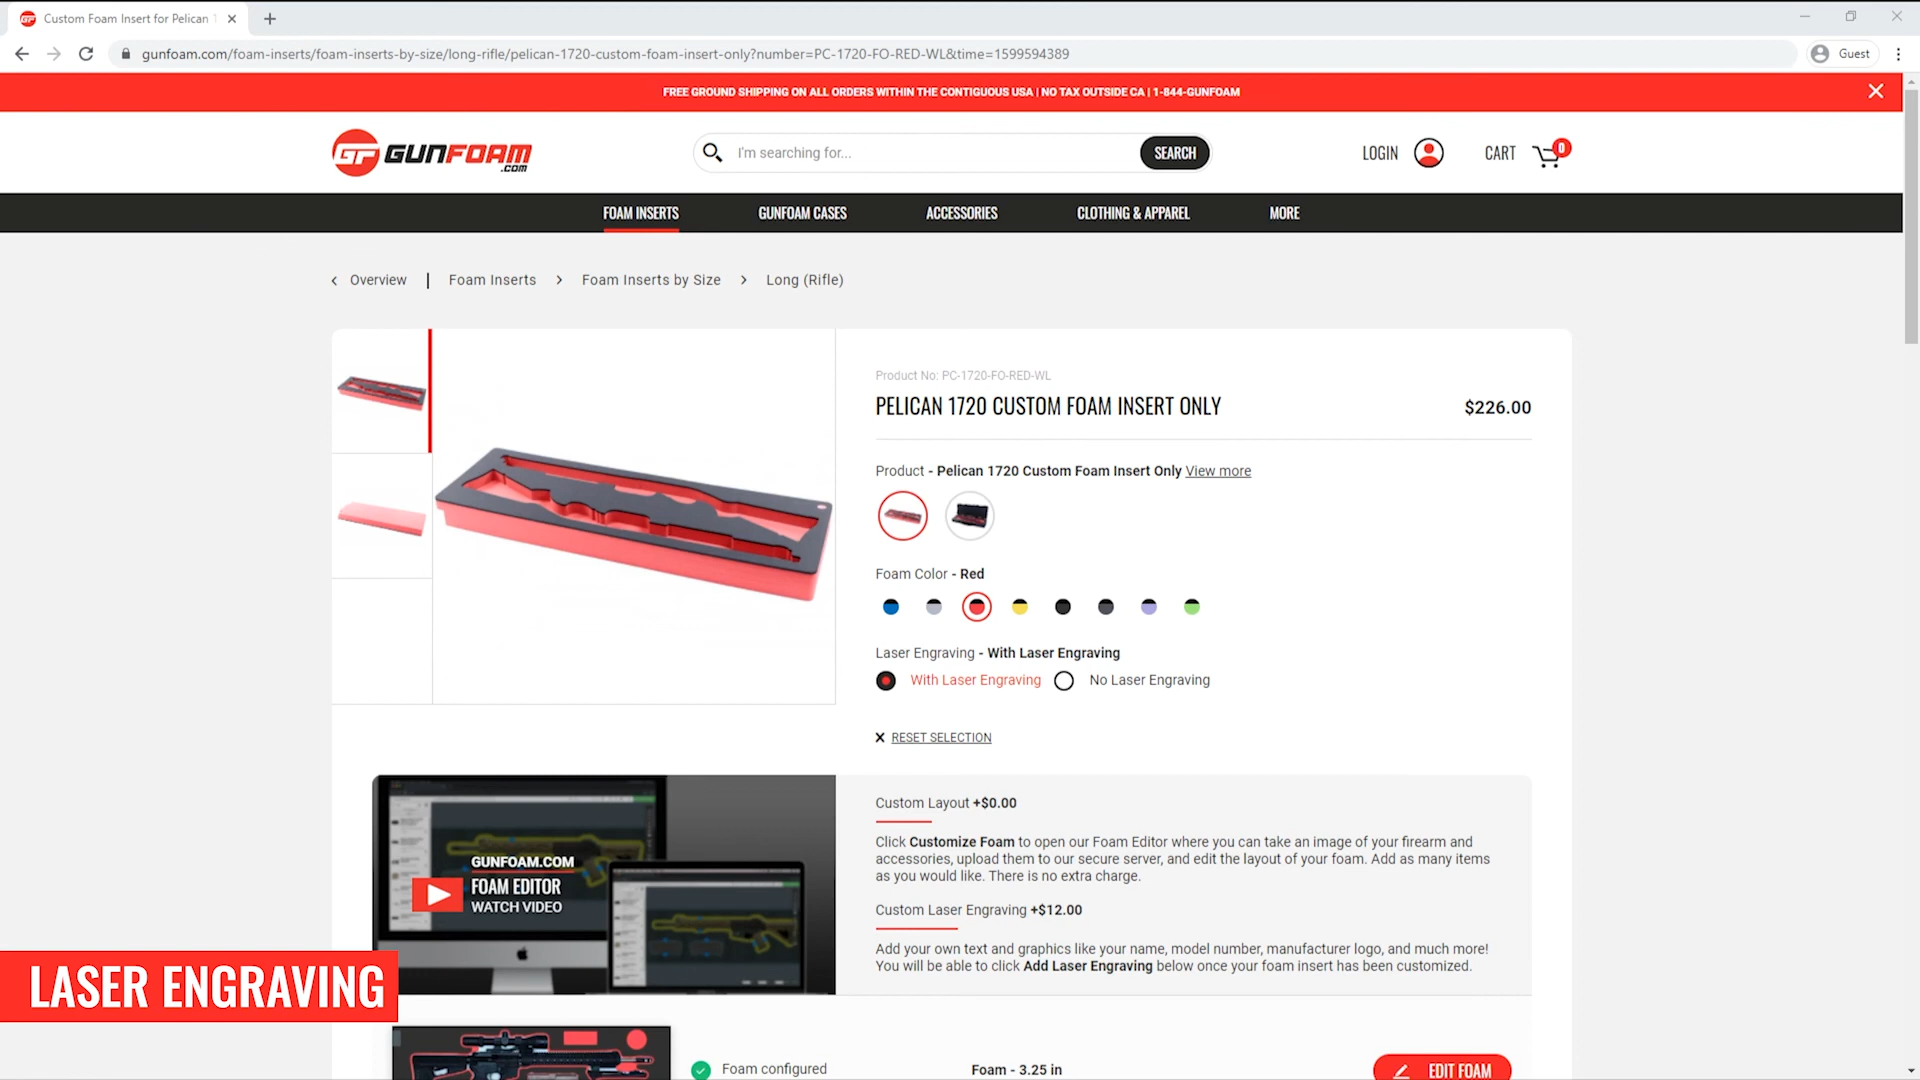 Custom Foam Insert for Pelican 1
gunfoam.com/foam-inserts/foam-inserts-by-size/long-rifle/pelican-1720-custom-foam-insert-only?number=PC-1720-FO-RED-WL&time=1599594389
Guest
FREE GROUND SHIPPING ON ALL ORDERS WITHIN THE CONTIGUOUS USA | NO TAX OUTSIDE CA | 1-844-GUNFOAM
GF GUNFOAM
.COM
I'm searching for...
SEARCH
LOGIN
CART
0
FOAM INSERTS
GUNFOAM CASES
ACCESSORIES
CLOTHING & APPAREL
MORE
Overview | Foam Inserts > Foam Inserts by Size > Long (Rifle)
Product No: PC-1720-FO-RED-WL
PELICAN 1720 CUSTOM FOAM INSERT ONLY
$226.00
Product - Pelican 1720 Custom Foam Insert Only View more
Foam Color - Red
Laser Engraving - With Laser Engraving
With Laser Engraving
No Laser Engraving
X RESET SELECTION
GUNFOAM.COM
FOAM EDITOR
WATCH VIDEO
Custom Layout +$0.00
Click Customize Foam to open our Foam Editor where you can take an image of your firearm and
accessories, upload them to our secure server, and edit the layout of your foam. Add as many items
as you would like. There is no extra charge.
Custom Laser Engraving +$12.00
Add your own text and graphics like your name, model number, manufacturer logo, and much more!
You will be able to click Add Laser Engraving below once your foam insert has been customized.
LASER ENGRAVING
Foam configured
Foam - 3.25 in
EDIT FOAM